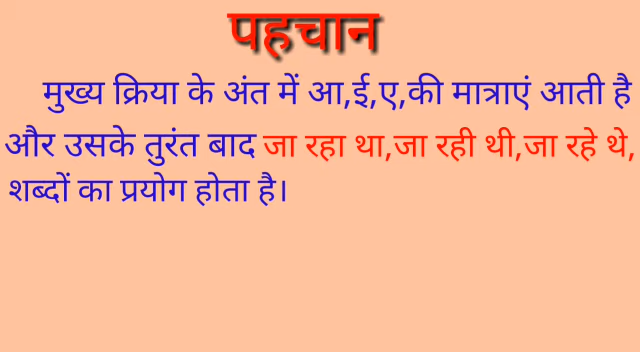 पहचान
मुख्य क्रिया के अंत में आ,ई,ए,की मात्राएं आती है
और उसके तुरंत बाद जा रहा था,जा रही थी,जा रहे थे,
शब्दों का प्रयोग होता है।